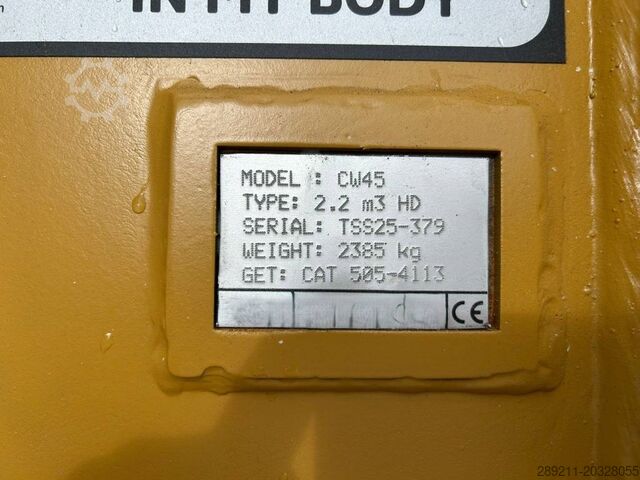 IN MY BODY
MODEL : CW45
TYPE: 2.2 m3 HD
SERIAL: TSS25-379
WEIGHT: 2385 kg
GET: CAT 505-4113
CE
289211-20328055